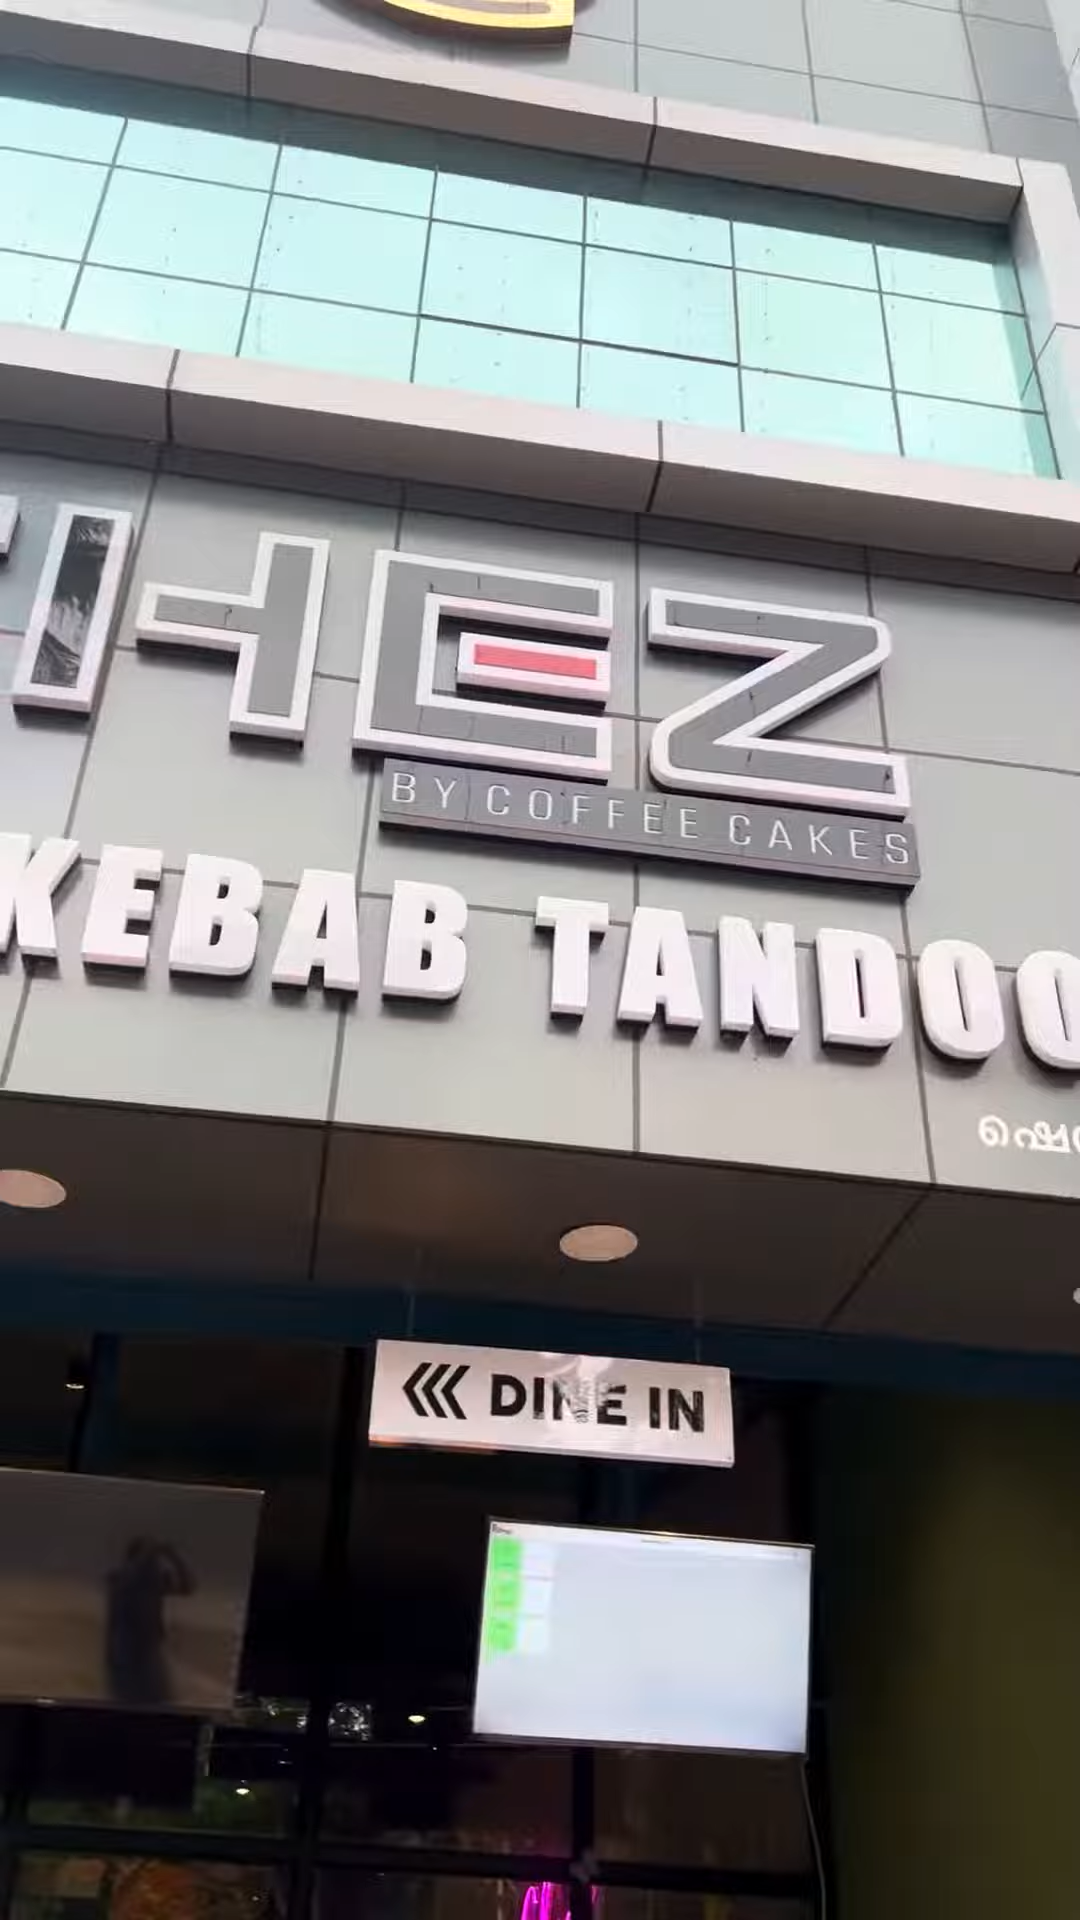 HEZ
BY COFFEE CAKES
KEBAB TANDOO
ഷെ
DINE IN